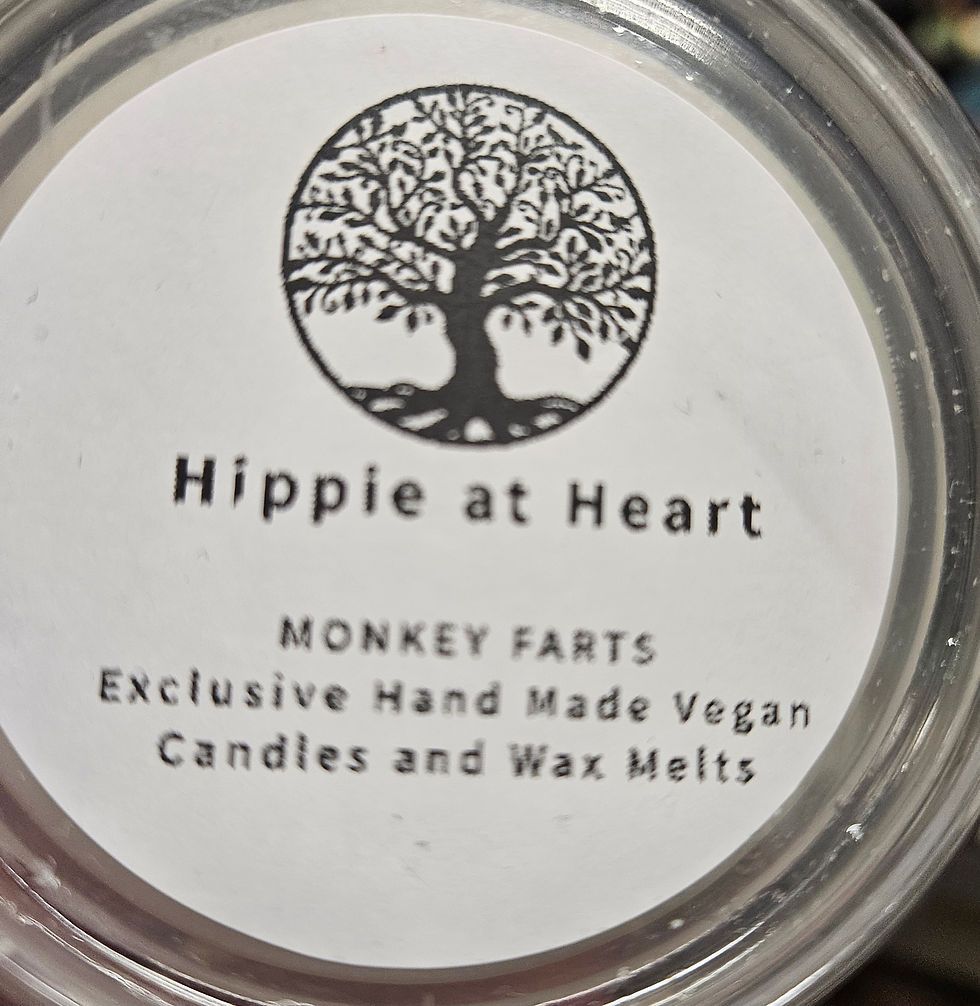 Hippie at Heart
MONKEY FARTS
Exclusive Hand Made Vegan
Candles and Wax Melts